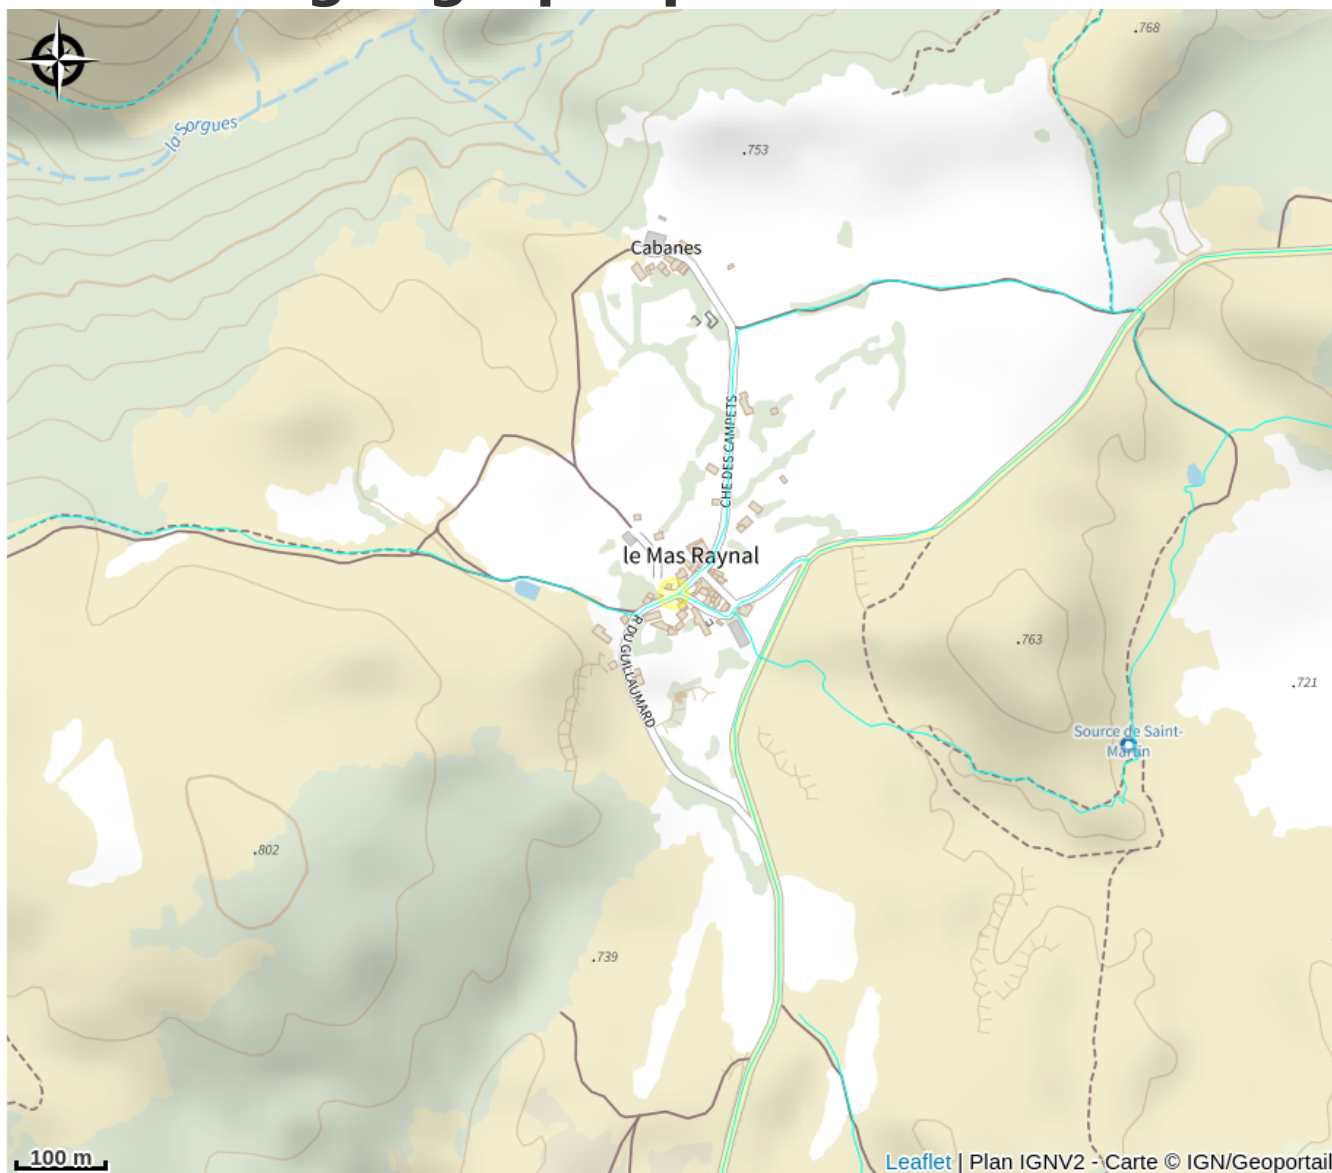 .768
la Sorgues
.753
Cabanes
CHE DES CAMPETS
le Mas Raynal
R DU GUILLAUMARD
.763
.721
Source de Saint-
Martin
.802
.739
100 m
Leaflet | Plan IGNV2 - Carte © IGN/Geoportail